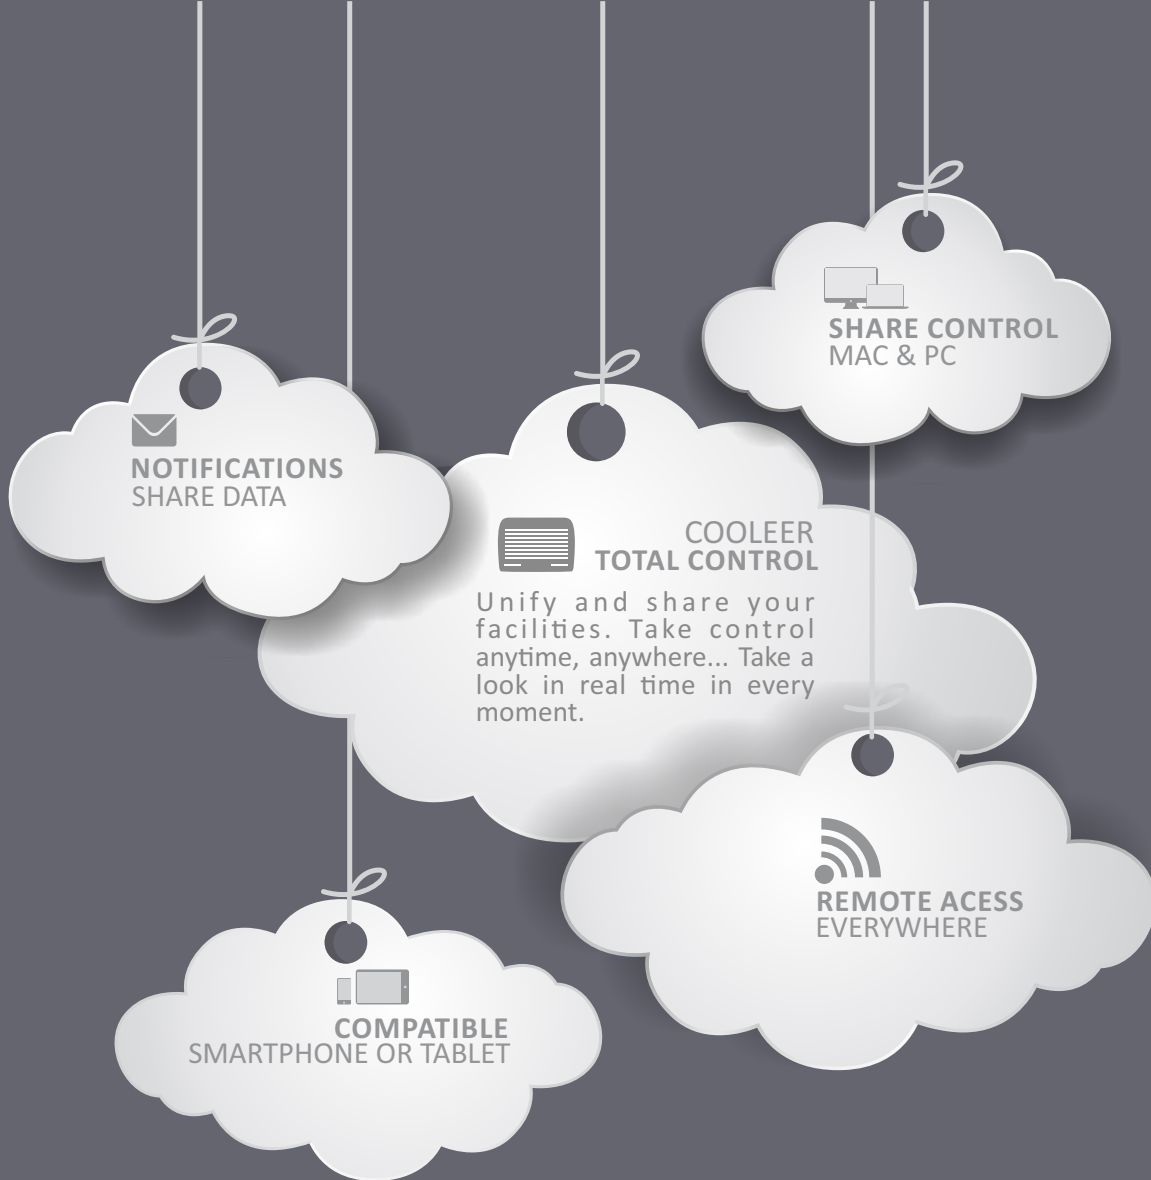 SHARE CONTROL
MAC & PC
NOTIFICATIONS
SHARE DATA
COOLEER
TOTAL CONTROL
Unify and share your
facilities. Take control
anytime, anywhere... Take a
look in real time in every
moment.
REMOTE ACESS
EVERYWHERE
COMPATIBLE
SMARTPHONE OR TABLET